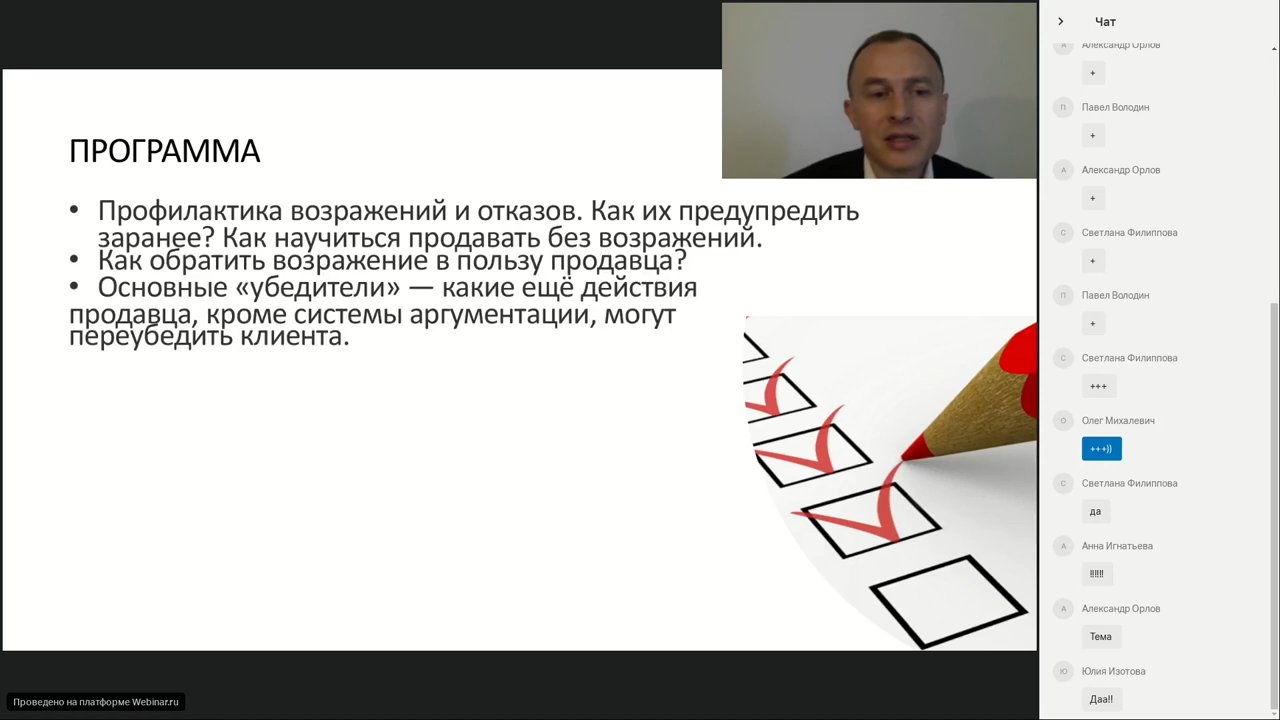 ПРОГРАММА
• Профилактика возражений и отказов. Как их предупредить
заранее? Как научиться продавать без возражений.
• Как обратить возражение в пользу продавца?
• Основные «убедители» — какие ещё действия
продавца, кроме системы аргументации, могут
переубедить клиента.
Проведено на платформе Webinar.ru
Чат
А
Александр Орлов
+
П
Павел Володин
+
А
Александр Орлов
+
С
Светлана Филиппова
+
П
Павел Володин
+
С
Светлана Филиппова
+++
О
Олег Михалевич
+++))
С
Светлана Филиппова
да
А
Анна Игнатьева
!!!!!!
А
Александр Орлов
Тема
Ю
Юлия Изотова
Даа!!